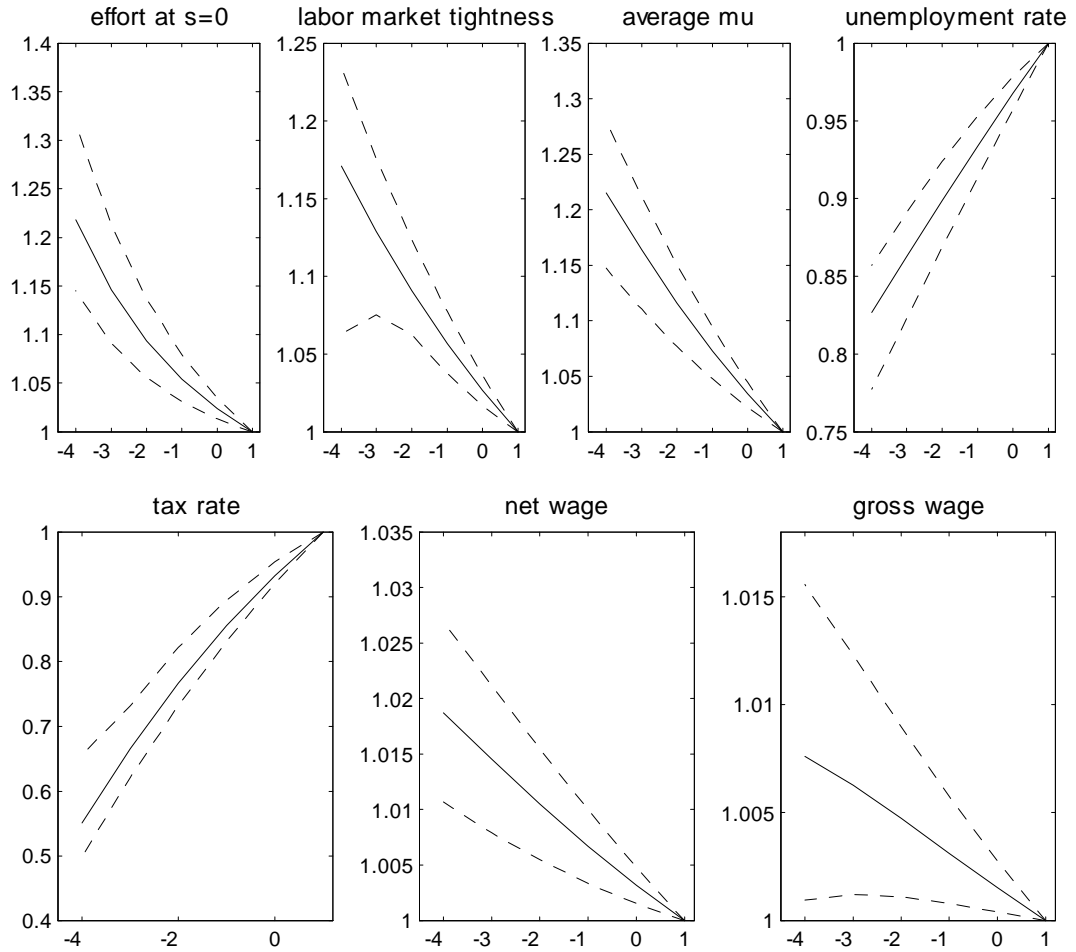 effort at s=0 labor market tightness average mu unemployment rate
1.4 1.25 1.35 1
1.35
1.3 1.2 1.3 0.95
1.25
1.25 1.2 0.9
1.15
1.2 1.15 0.85
1.1
1.15 1.1
1.1 1.05 0.8
1.05 1.05
1 1 1 0.75
-4 -3 -2 -1 0 1 -4 -3 -2 -1 0 1 -4 -3 -2 -1 0 1 -4 -3 -2 -1 0 1
tax rate net wage gross wage
1 1.035
0.9 1.03 1.015
1.025
0.8
1.02 1.01
0.7
1.015
0.6 1.01 1.005
0.5 1.005
0.4 1 1
-4 -2 0 -4 -3 -2 -1 0 1 -4 -3 -2 -1 0 1